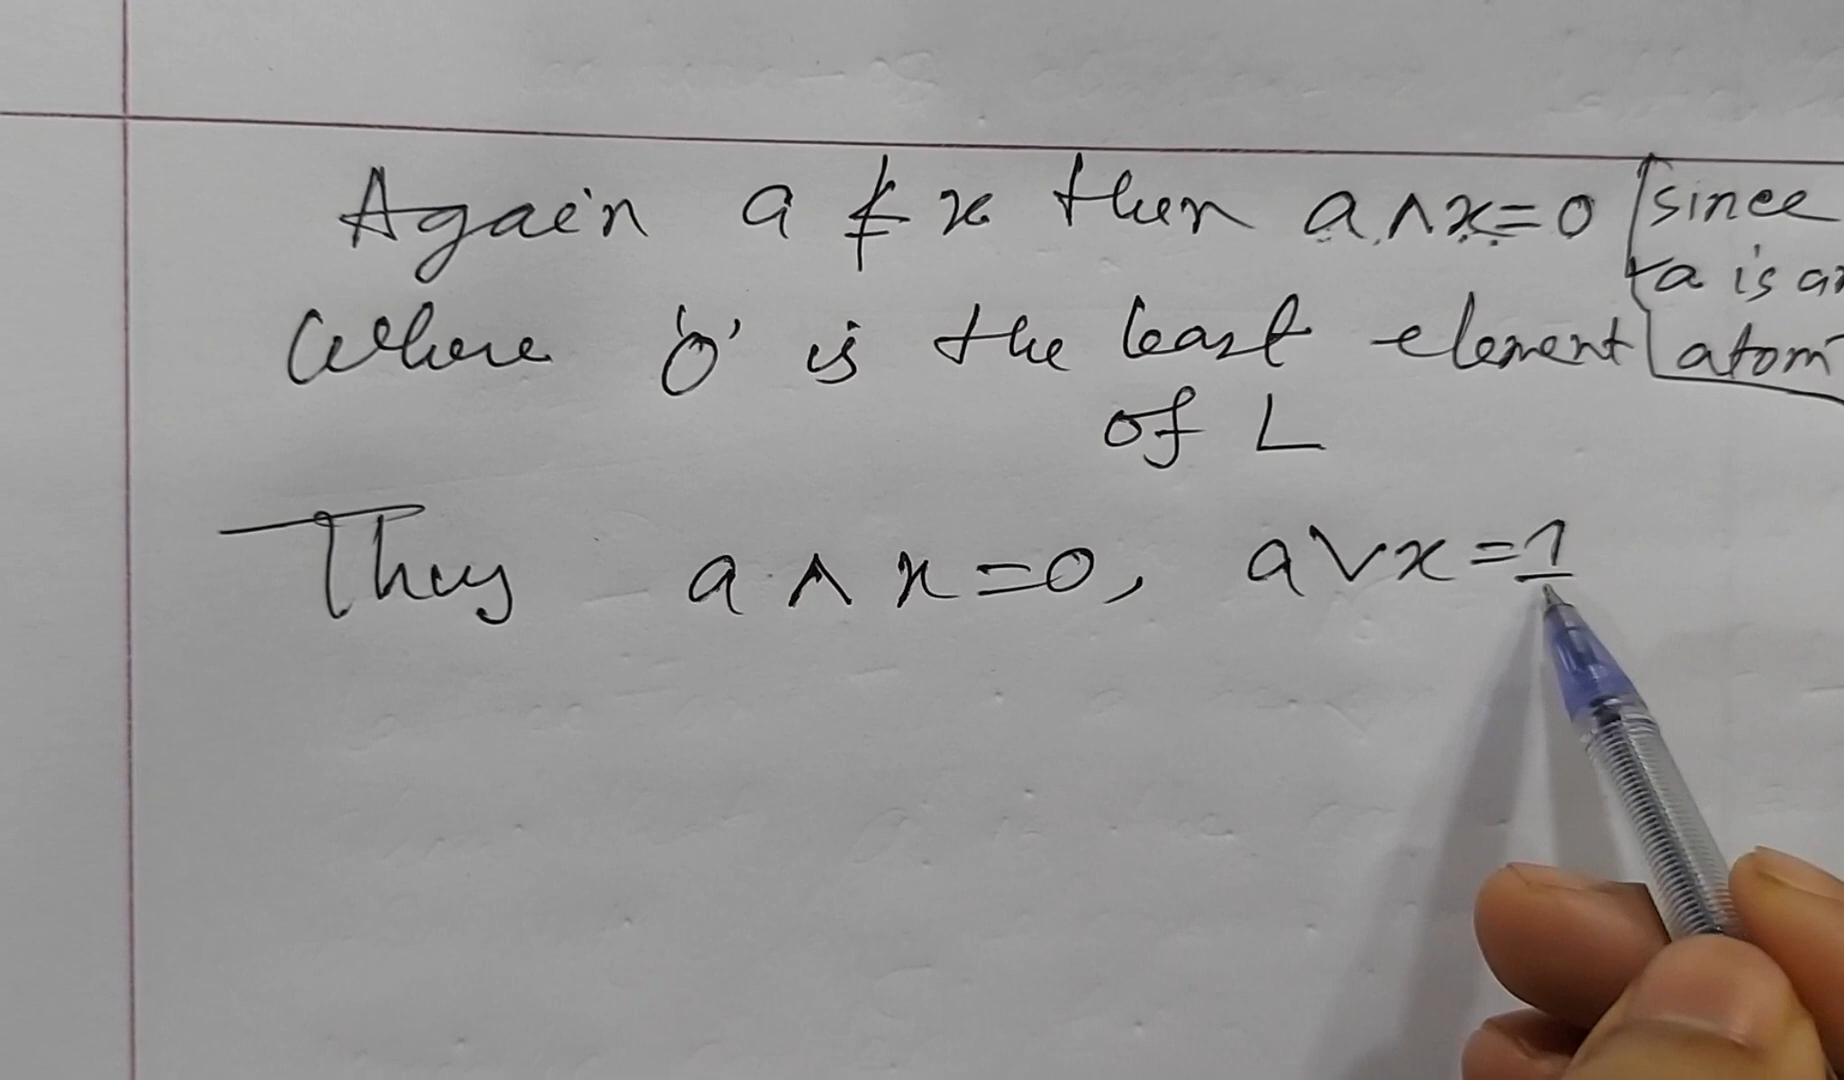 Again a ≰ x then a ∧ x = 0 [since
a is an
Where '0' is the least element atom
of L
Thus a ∧ x = 0, a ∨ x = 1